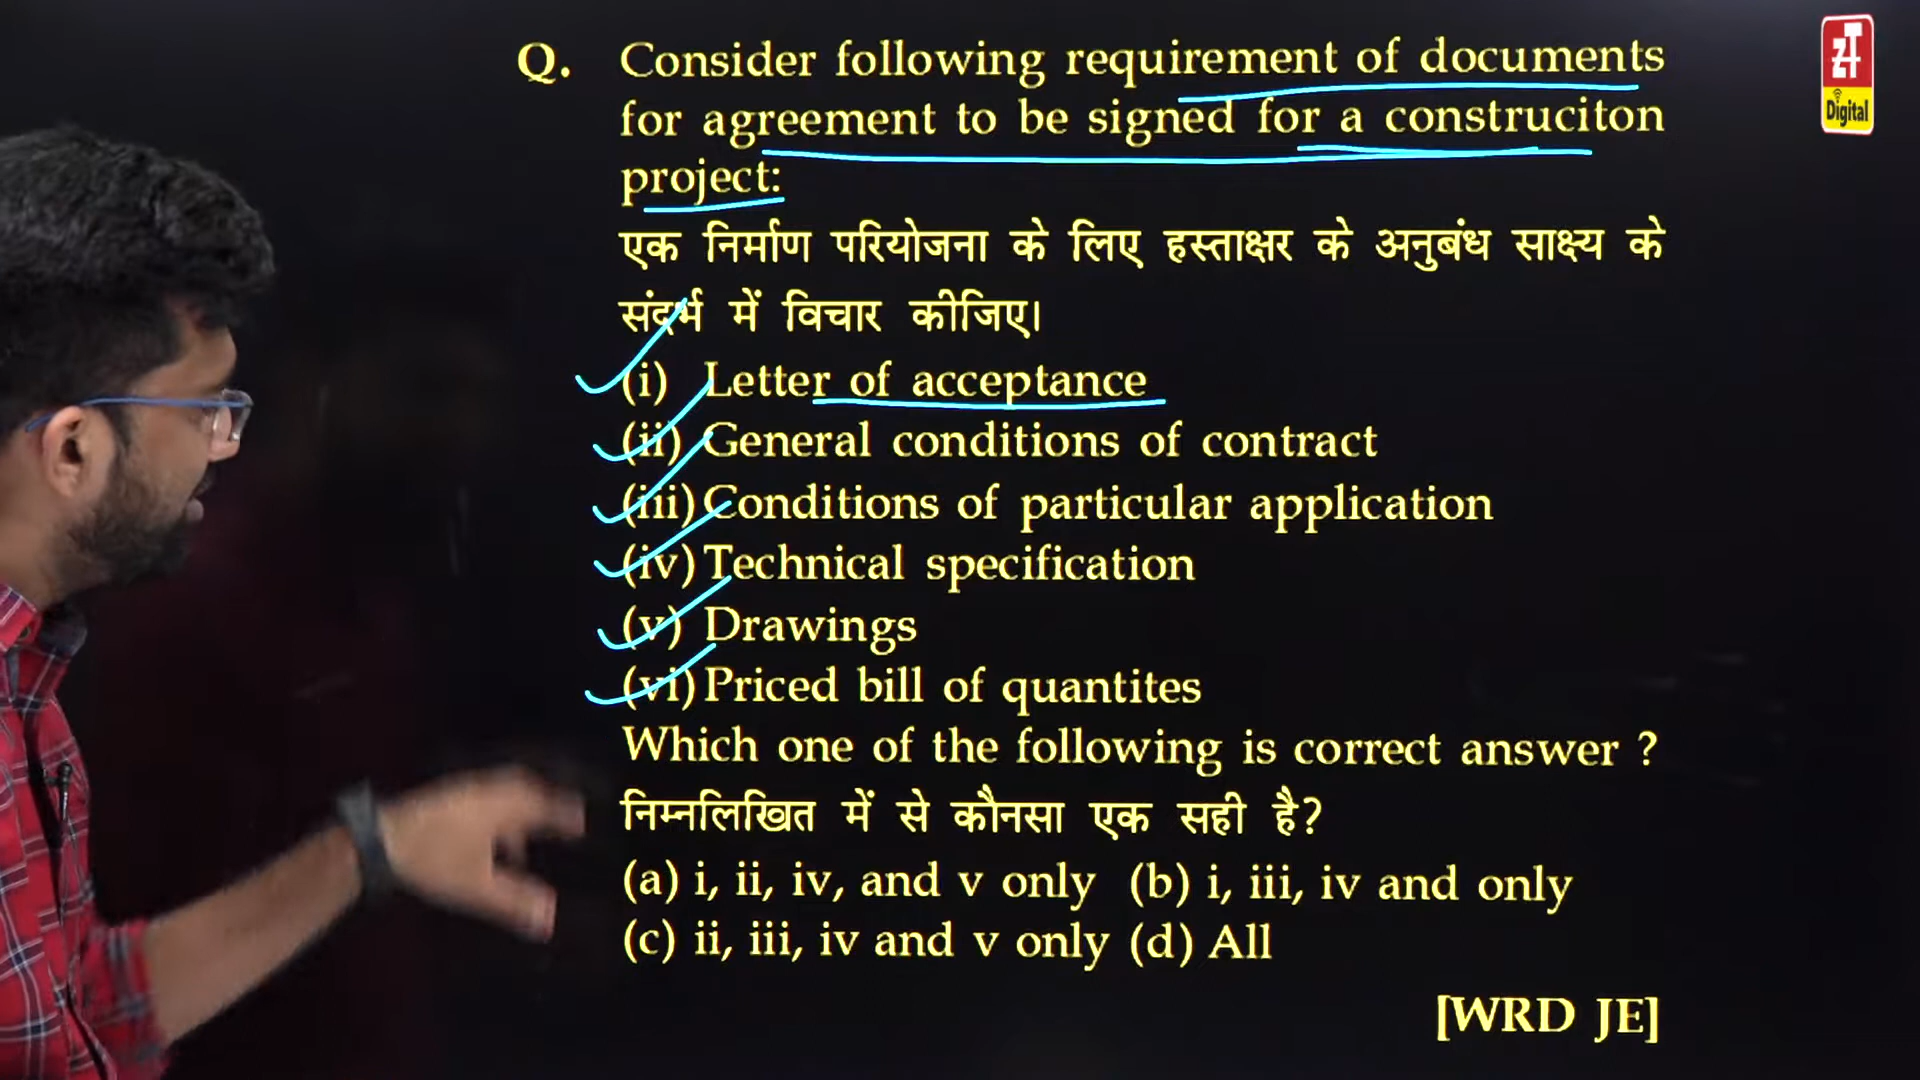 Q. Consider following requirement of documents
for agreement to be signed for a construciton
project:
एक निर्माण परियोजना के लिए हस्ताक्षर के अनुबंध साक्ष्य के
संदर्भ में विचार कीजिए।
(i) Letter of acceptance
(ii) General conditions of contract
(iii) Conditions of particular application
(iv) Technical specification
(v) Drawings
(vi) Priced bill of quantites
Which one of the following is correct answer ?
निम्नलिखित में से कौनसा एक सही है?
(a) i, ii, iv, and v only (b) i, iii, iv and only
(c) ii, iii, iv and v only (d) All
[WRD JE]
ZT
Digital